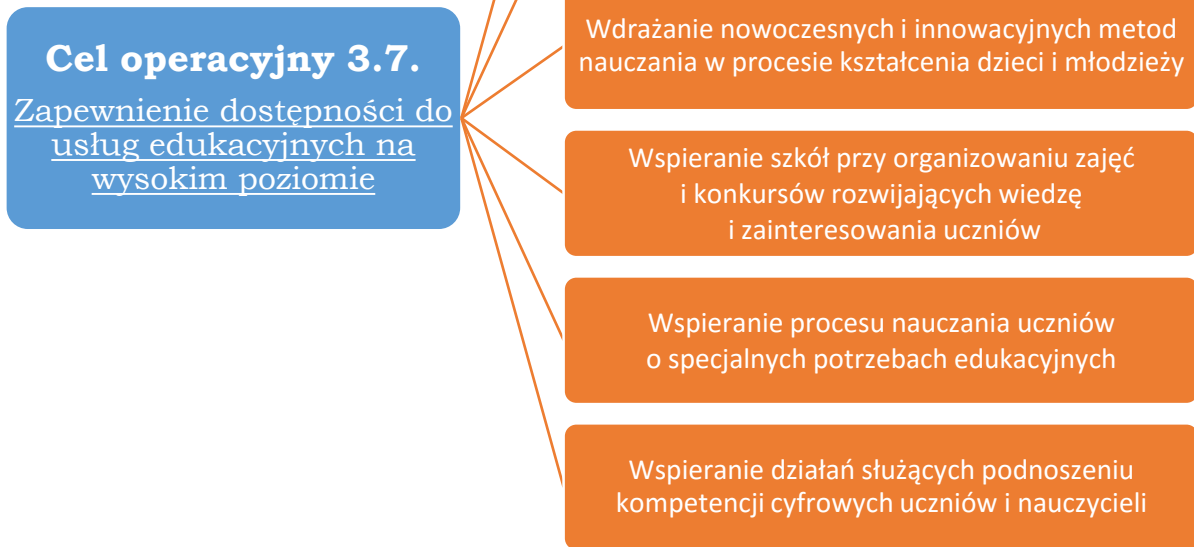 Cel operacyjny 3.7.
Zapewnienie dostępności do
usług edukacyjnych na
wysokim poziomie
Wdrażanie nowoczesnych i innowacyjnych metod
nauczania w procesie kształcenia dzieci i młodzieży
Wspieranie szkół przy organizowaniu zajęć
i konkursów rozwijających wiedzę
i zainteresowania uczniów
Wspieranie procesu nauczania uczniów
o specjalnych potrzebach edukacyjnych
Wspieranie działań służących podnoszeniu
kompetencji cyfrowych uczniów i nauczycieli